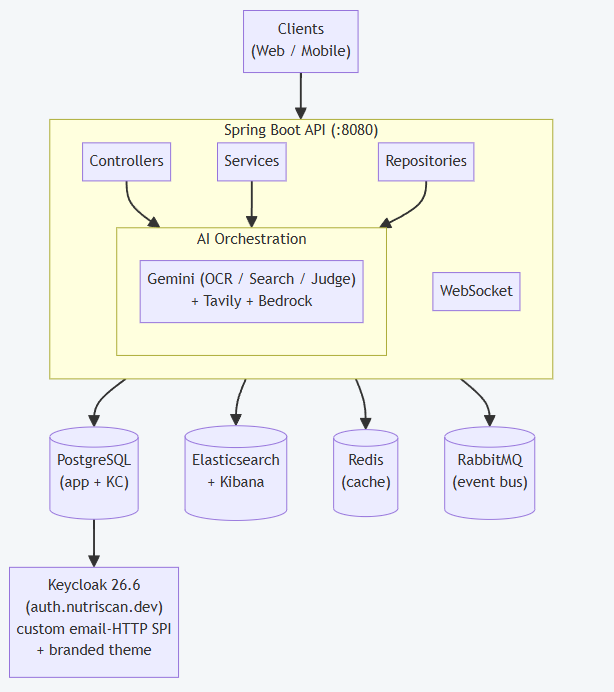 Clients
(Web / Mobile)
Spring Boot API (:8080)
Controllers
Services
Repositories
AI Orchestration
Gemini (OCR / Search / Judge)
+ Tavily + Bedrock
WebSocket
PostgreSQL
(app + KC)
Elasticsearch
+ Kibana
Redis
(cache)
RabbitMQ
(event bus)
Keycloak 26.6
(auth.nutriscan.dev)
custom email-HTTP SPI
+ branded theme